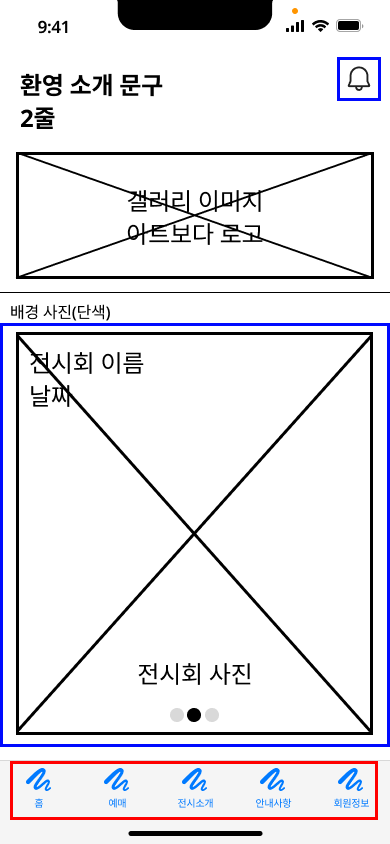 9:41
환영 소개 문구
2줄
갤러리 이미지
아트보다 로고
배경 사진(단색)
전시회 이름
날짜
전시회 사진
홈
예매
전시소개
안내사항
회원정보